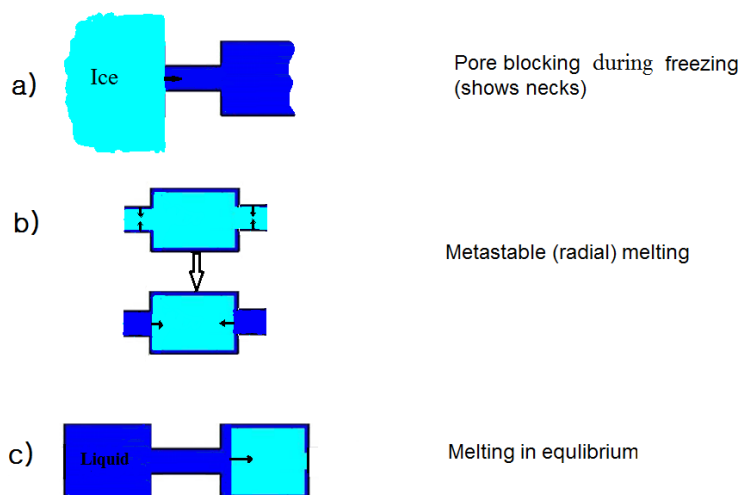 a)
Ice
Pore blocking during freezing
(shows necks)
b)
Metastable (radial) melting
c)
Liquid
Melting in equlibrium